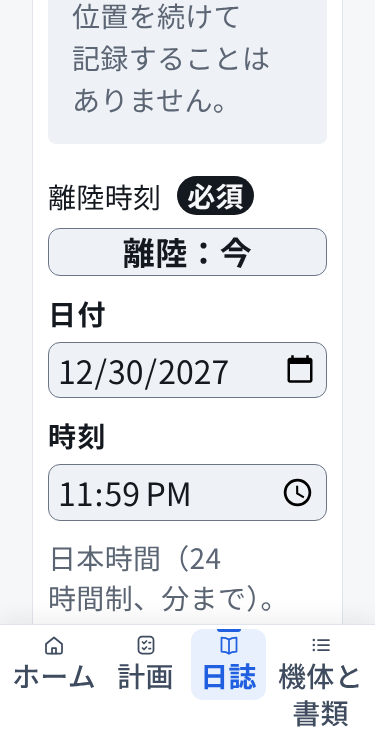 位置を続けて
記録することは
ありません。
離陸時刻 必須
離陸：今
日付
12/30/2027
時刻
11:59 PM
日本時間（24
時間制、分まで）。
ホーム 計画 日誌 機体と
書類